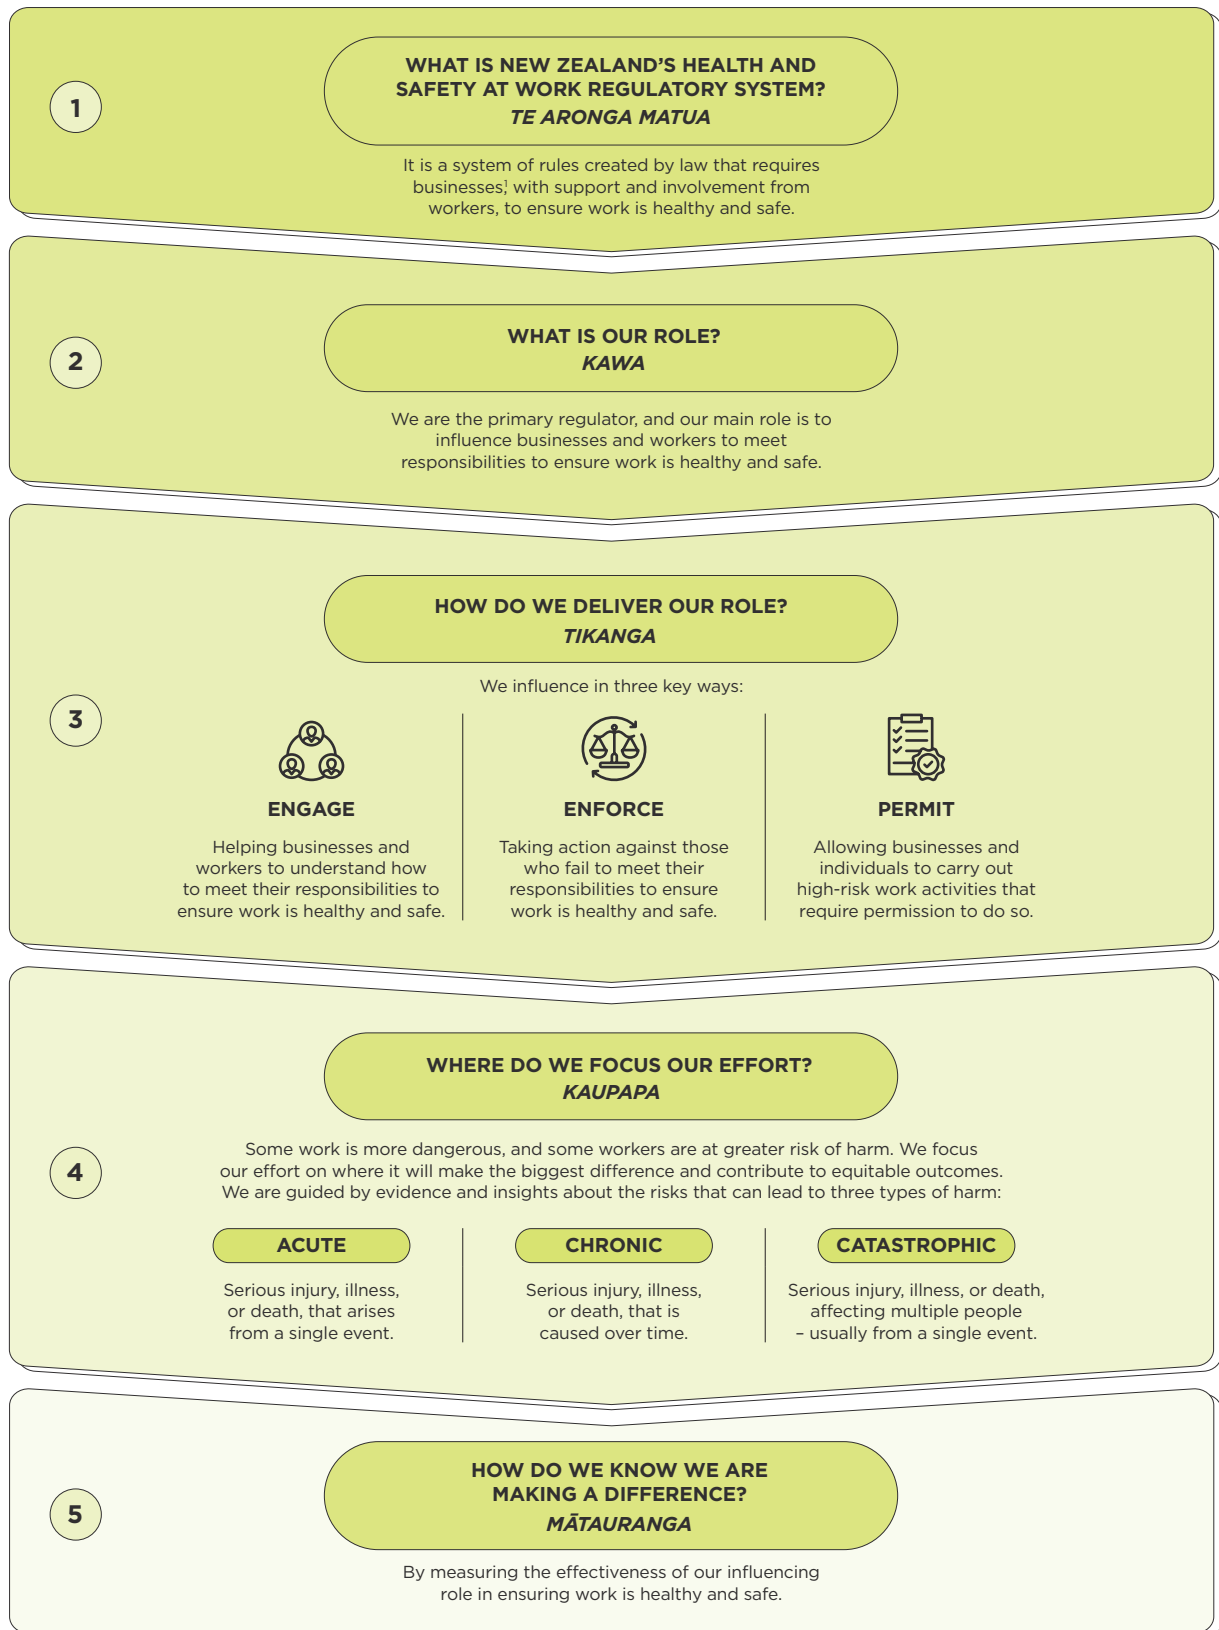 1
WHAT IS NEW ZEALAND'S HEALTH AND
SAFETY AT WORK REGULATORY SYSTEM?
TE ARONGA MATUA
It is a system of rules created by law that requires
businesses,¹ with support and involvement from
workers, to ensure work is healthy and safe.
2
WHAT IS OUR ROLE?
KAWA
We are the primary regulator, and our main role is to
influence businesses and workers to meet
responsibilities to ensure work is healthy and safe.
3
HOW DO WE DELIVER OUR ROLE?
TIKANGA
We influence in three key ways:
ENGAGE
Helping businesses and
workers to understand how
to meet their responsibilities to
ensure work is healthy and safe.
ENFORCE
Taking action against those
who fail to meet their
responsibilities to ensure
work is healthy and safe.
PERMIT
Allowing businesses and
individuals to carry out
high-risk work activities that
require permission to do so.
4
WHERE DO WE FOCUS OUR EFFORT?
KAUPAPA
Some work is more dangerous, and some workers are at greater risk of harm. We focus
our effort on where it will make the biggest difference and contribute to equitable outcomes.
We are guided by evidence and insights about the risks that can lead to three types of harm:
ACUTE
Serious injury, illness,
or death, that arises
from a single event.
CHRONIC
Serious injury, illness,
or death, that is
caused over time.
CATASTROPHIC
Serious injury, illness, or death,
affecting multiple people
– usually from a single event.
5
HOW DO WE KNOW WE ARE
MAKING A DIFFERENCE?
MĀTAURANGA
By measuring the effectiveness of our influencing
role in ensuring work is healthy and safe.